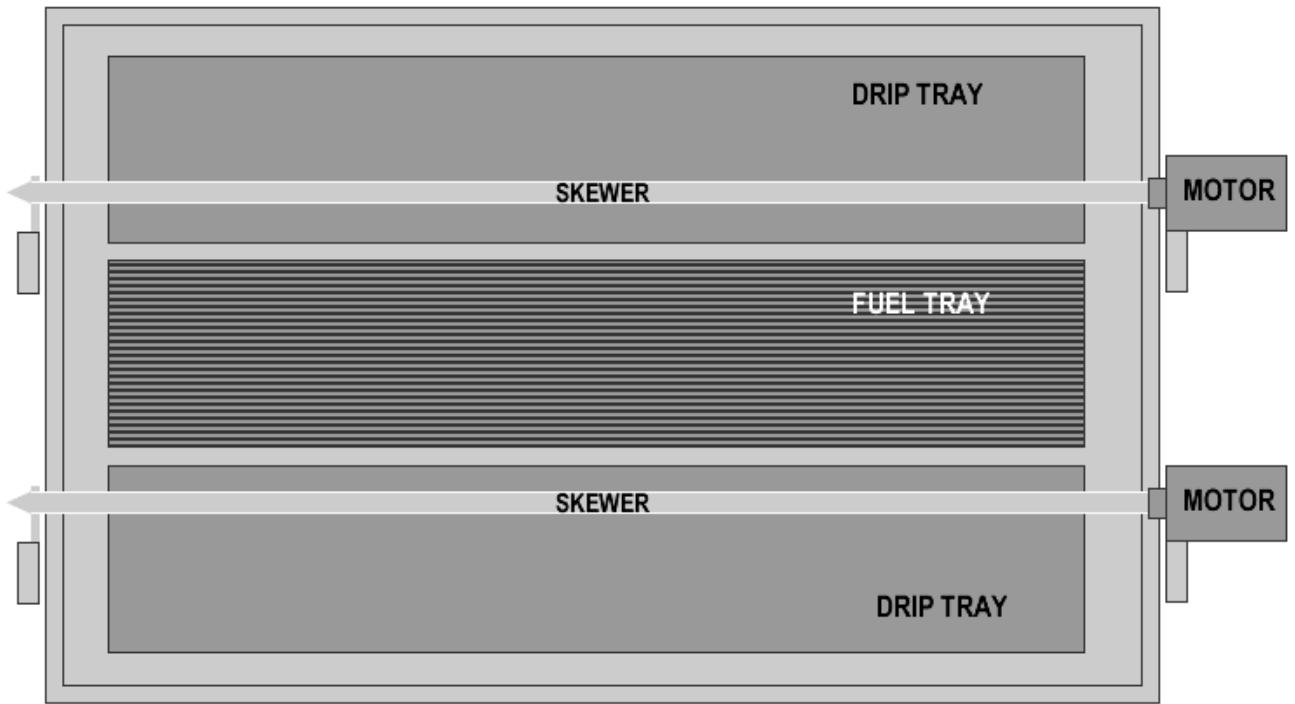 DRIP TRAY
SKEWER
MOTOR
FUEL TRAY
SKEWER
MOTOR
DRIP TRAY